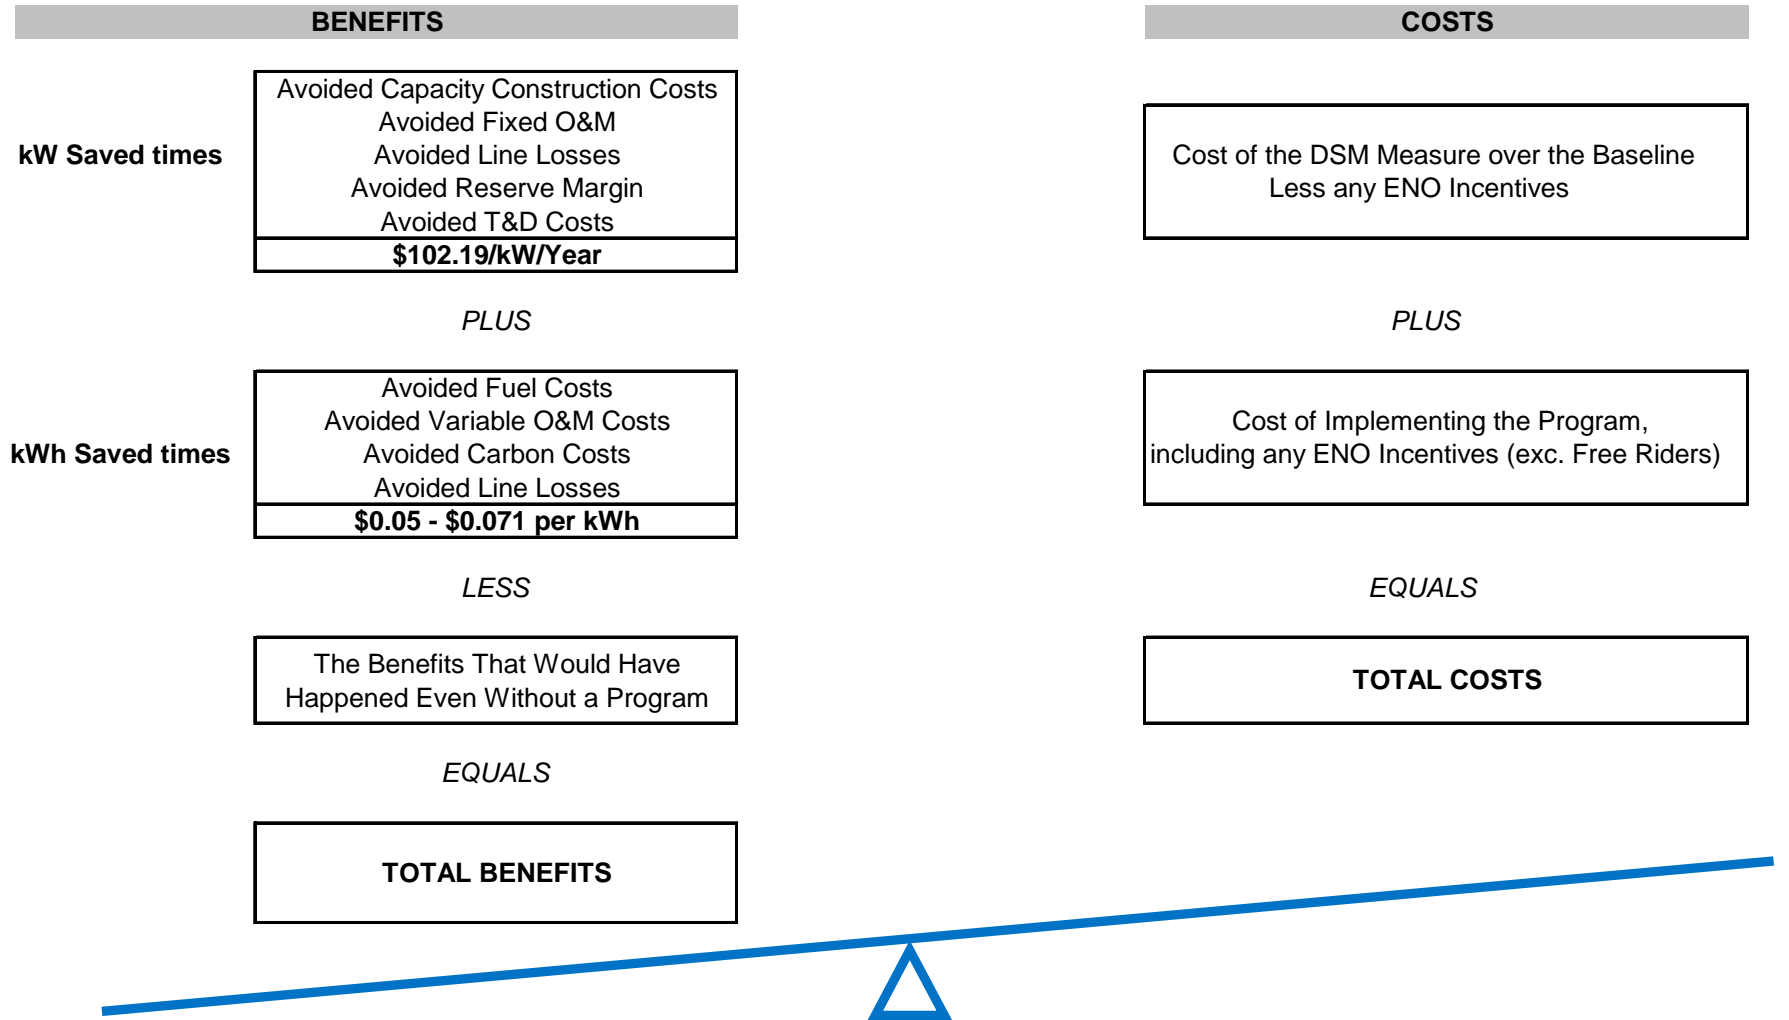 BENEFITS
Avoided Capacity Construction Costs
Avoided Fixed O&M
kW Saved times
Avoided Line Losses
Avoided Reserve Margin
Avoided T&D Costs
$102.19/kW/Year
PLUS
Avoided Fuel Costs
Avoided Variable O&M Costs
kWh Saved times
Avoided Carbon Costs
Avoided Line Losses
$0.05 - $0.071 per kWh
LESS
The Benefits That Would Have
Happened Even Without a Program
EQUALS
TOTAL BENEFITS
COSTS
Cost of the DSM Measure over the Baseline
Less any ENO Incentives
PLUS
Cost of Implementing the Program,
including any ENO Incentives (exc. Free Riders)
EQUALS
TOTAL COSTS